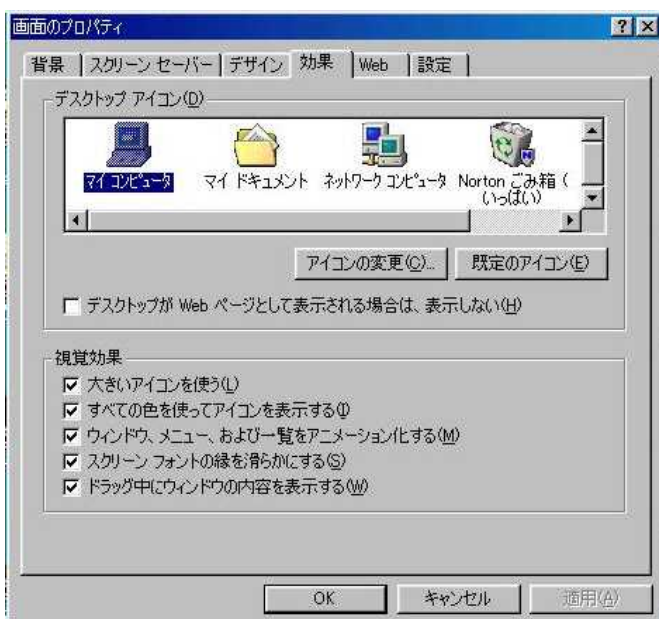 画面のプロパティ
背景 スクリーン セーバー デザイン 効果 Web 設定
デスクトップ アイコン(D)
マイ コンピュータ マイ ドキュメント ネットワーク コンピュータ Norton ごみ箱 (
いっぱい)
アイコンの変更(C)... 既定のアイコン(E)
デスクトップが Web ページとして表示される場合は、表示しない(H)
視覚効果
大きいアイコンを使う(L)
すべての色を使ってアイコンを表示する(I)
ウィンドウ、メニュー、および一覧をアニメーション化する(M)
スクリーン フォントの縁を滑らかにする(S)
ドラッグ中にウィンドウの内容を表示する(W)
OK キャンセル 適用(A)